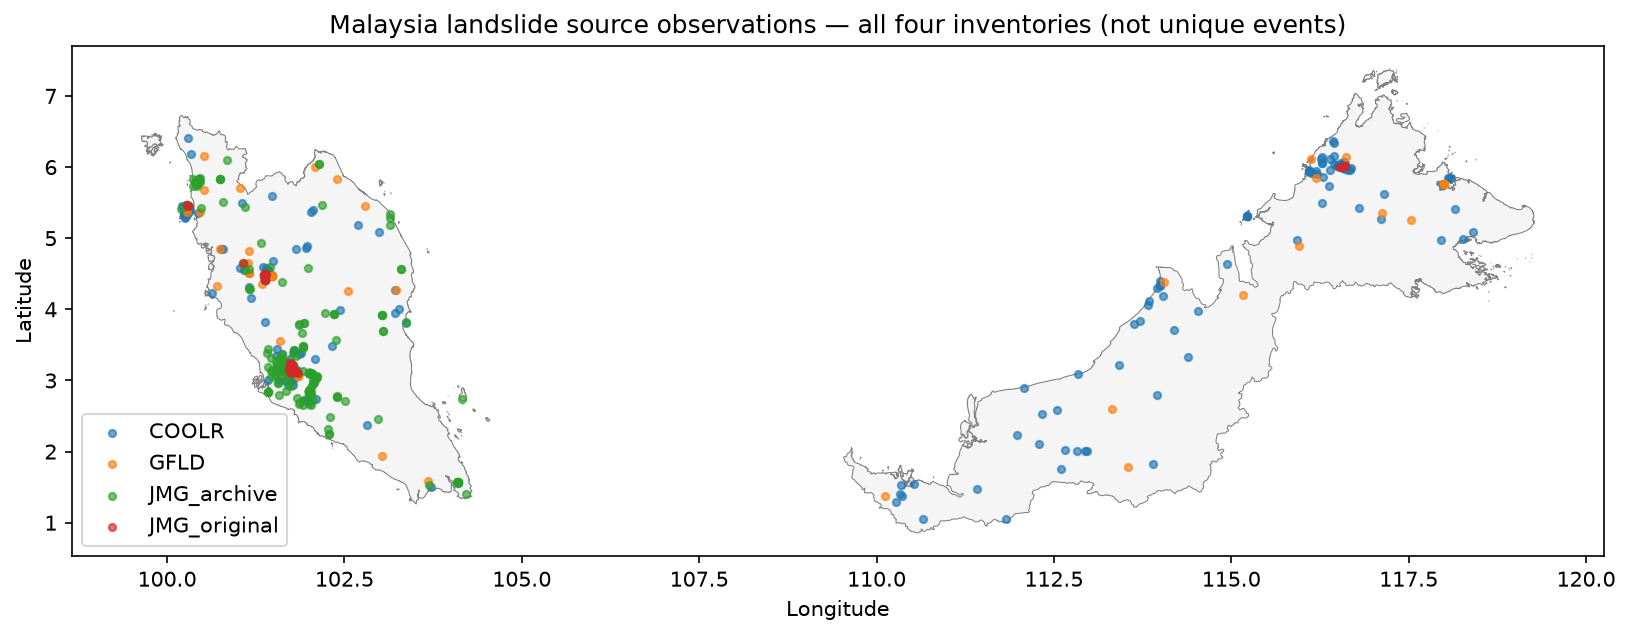 Malaysia landslide source observations — all four inventories (not unique events)
7
6
5
4
3
2
1
Latitude
COOLR
GFLD
JMG_archive
JMG_original
100.0 102.5 105.0 107.5 110.0 112.5 115.0 117.5 120.0
Longitude